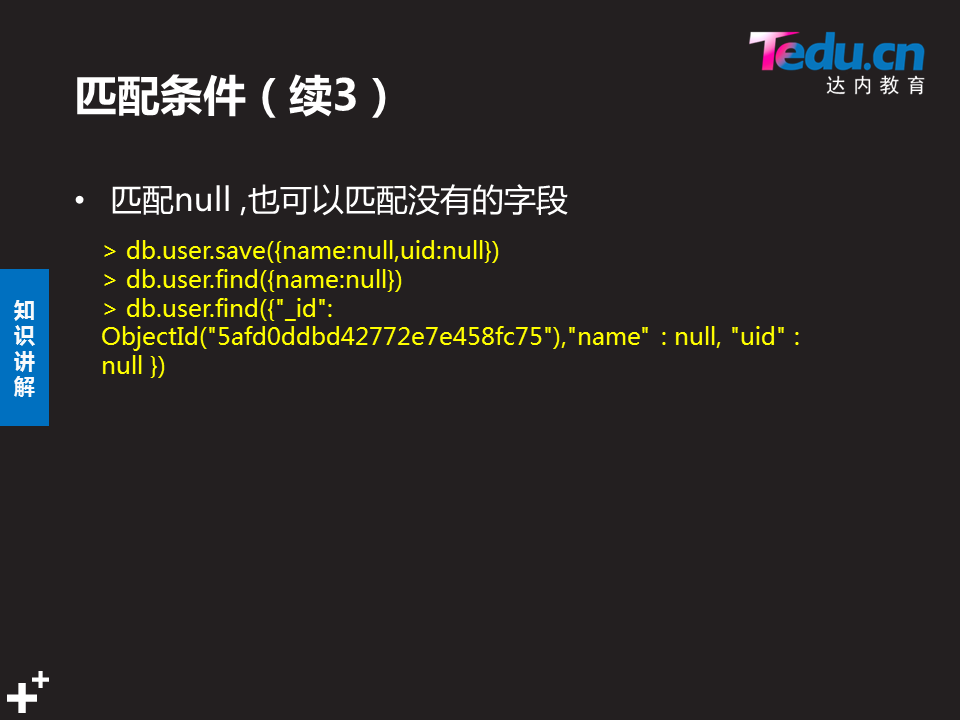 Tedu.cn
达内教育
匹配条件（续3）
• 匹配null ,也可以匹配没有的字段
> db.user.save({name:null,uid:null})
> db.user.find({name:null})
> db.user.find({"_id":
ObjectId("5afd0ddbd42772e7e458fc75"),"name" : null, "uid" :
null })
知
识
讲
解